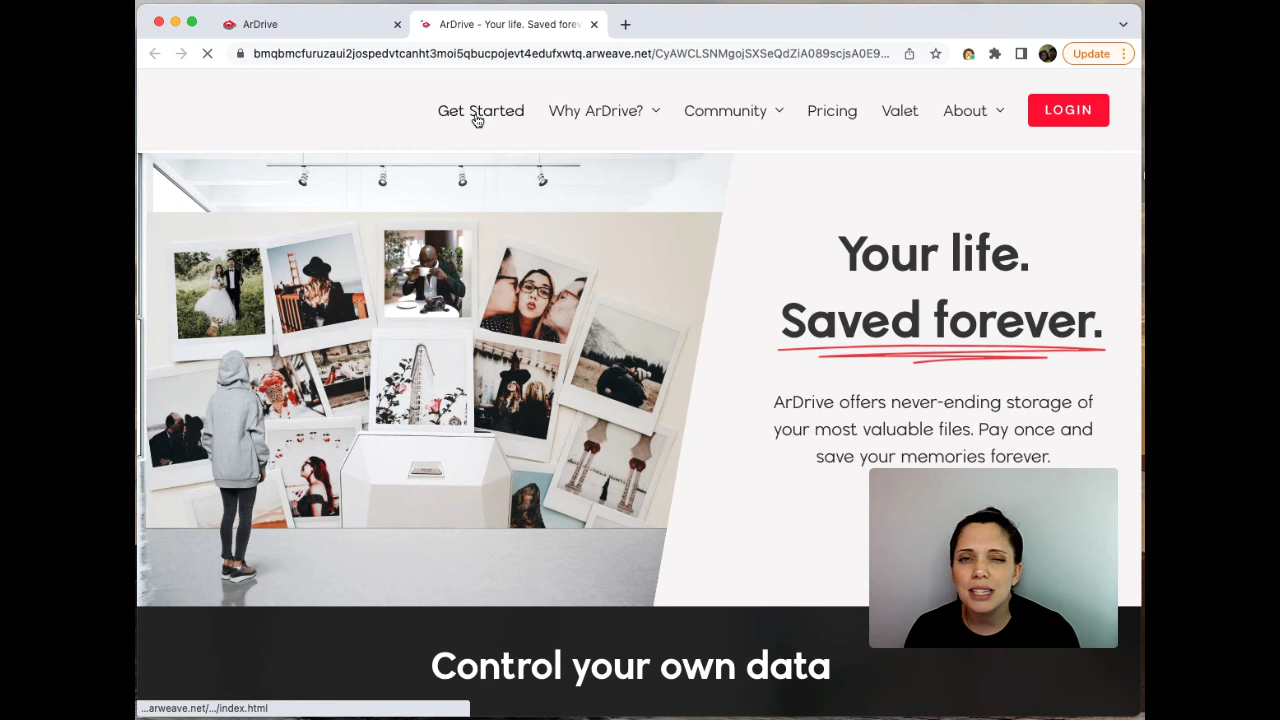 ArDrive
ArDrive - Your life. Saved forev
bmqbmcfuruzaui2jospedvtcanht3moi5qbucpojevt4edufxwtq.arweave.net/CyAWCLSNMgojSXSeQdZiA089scjsA0E9...
Update
Get Started
Why ArDrive?
Community
Pricing
Valet
About
LOGIN
Your life.
Saved forever.
ArDrive offers never-ending storage of
your most valuable files. Pay once and
save your memories forever.
Control your own data
...arweave.net/.../index.html